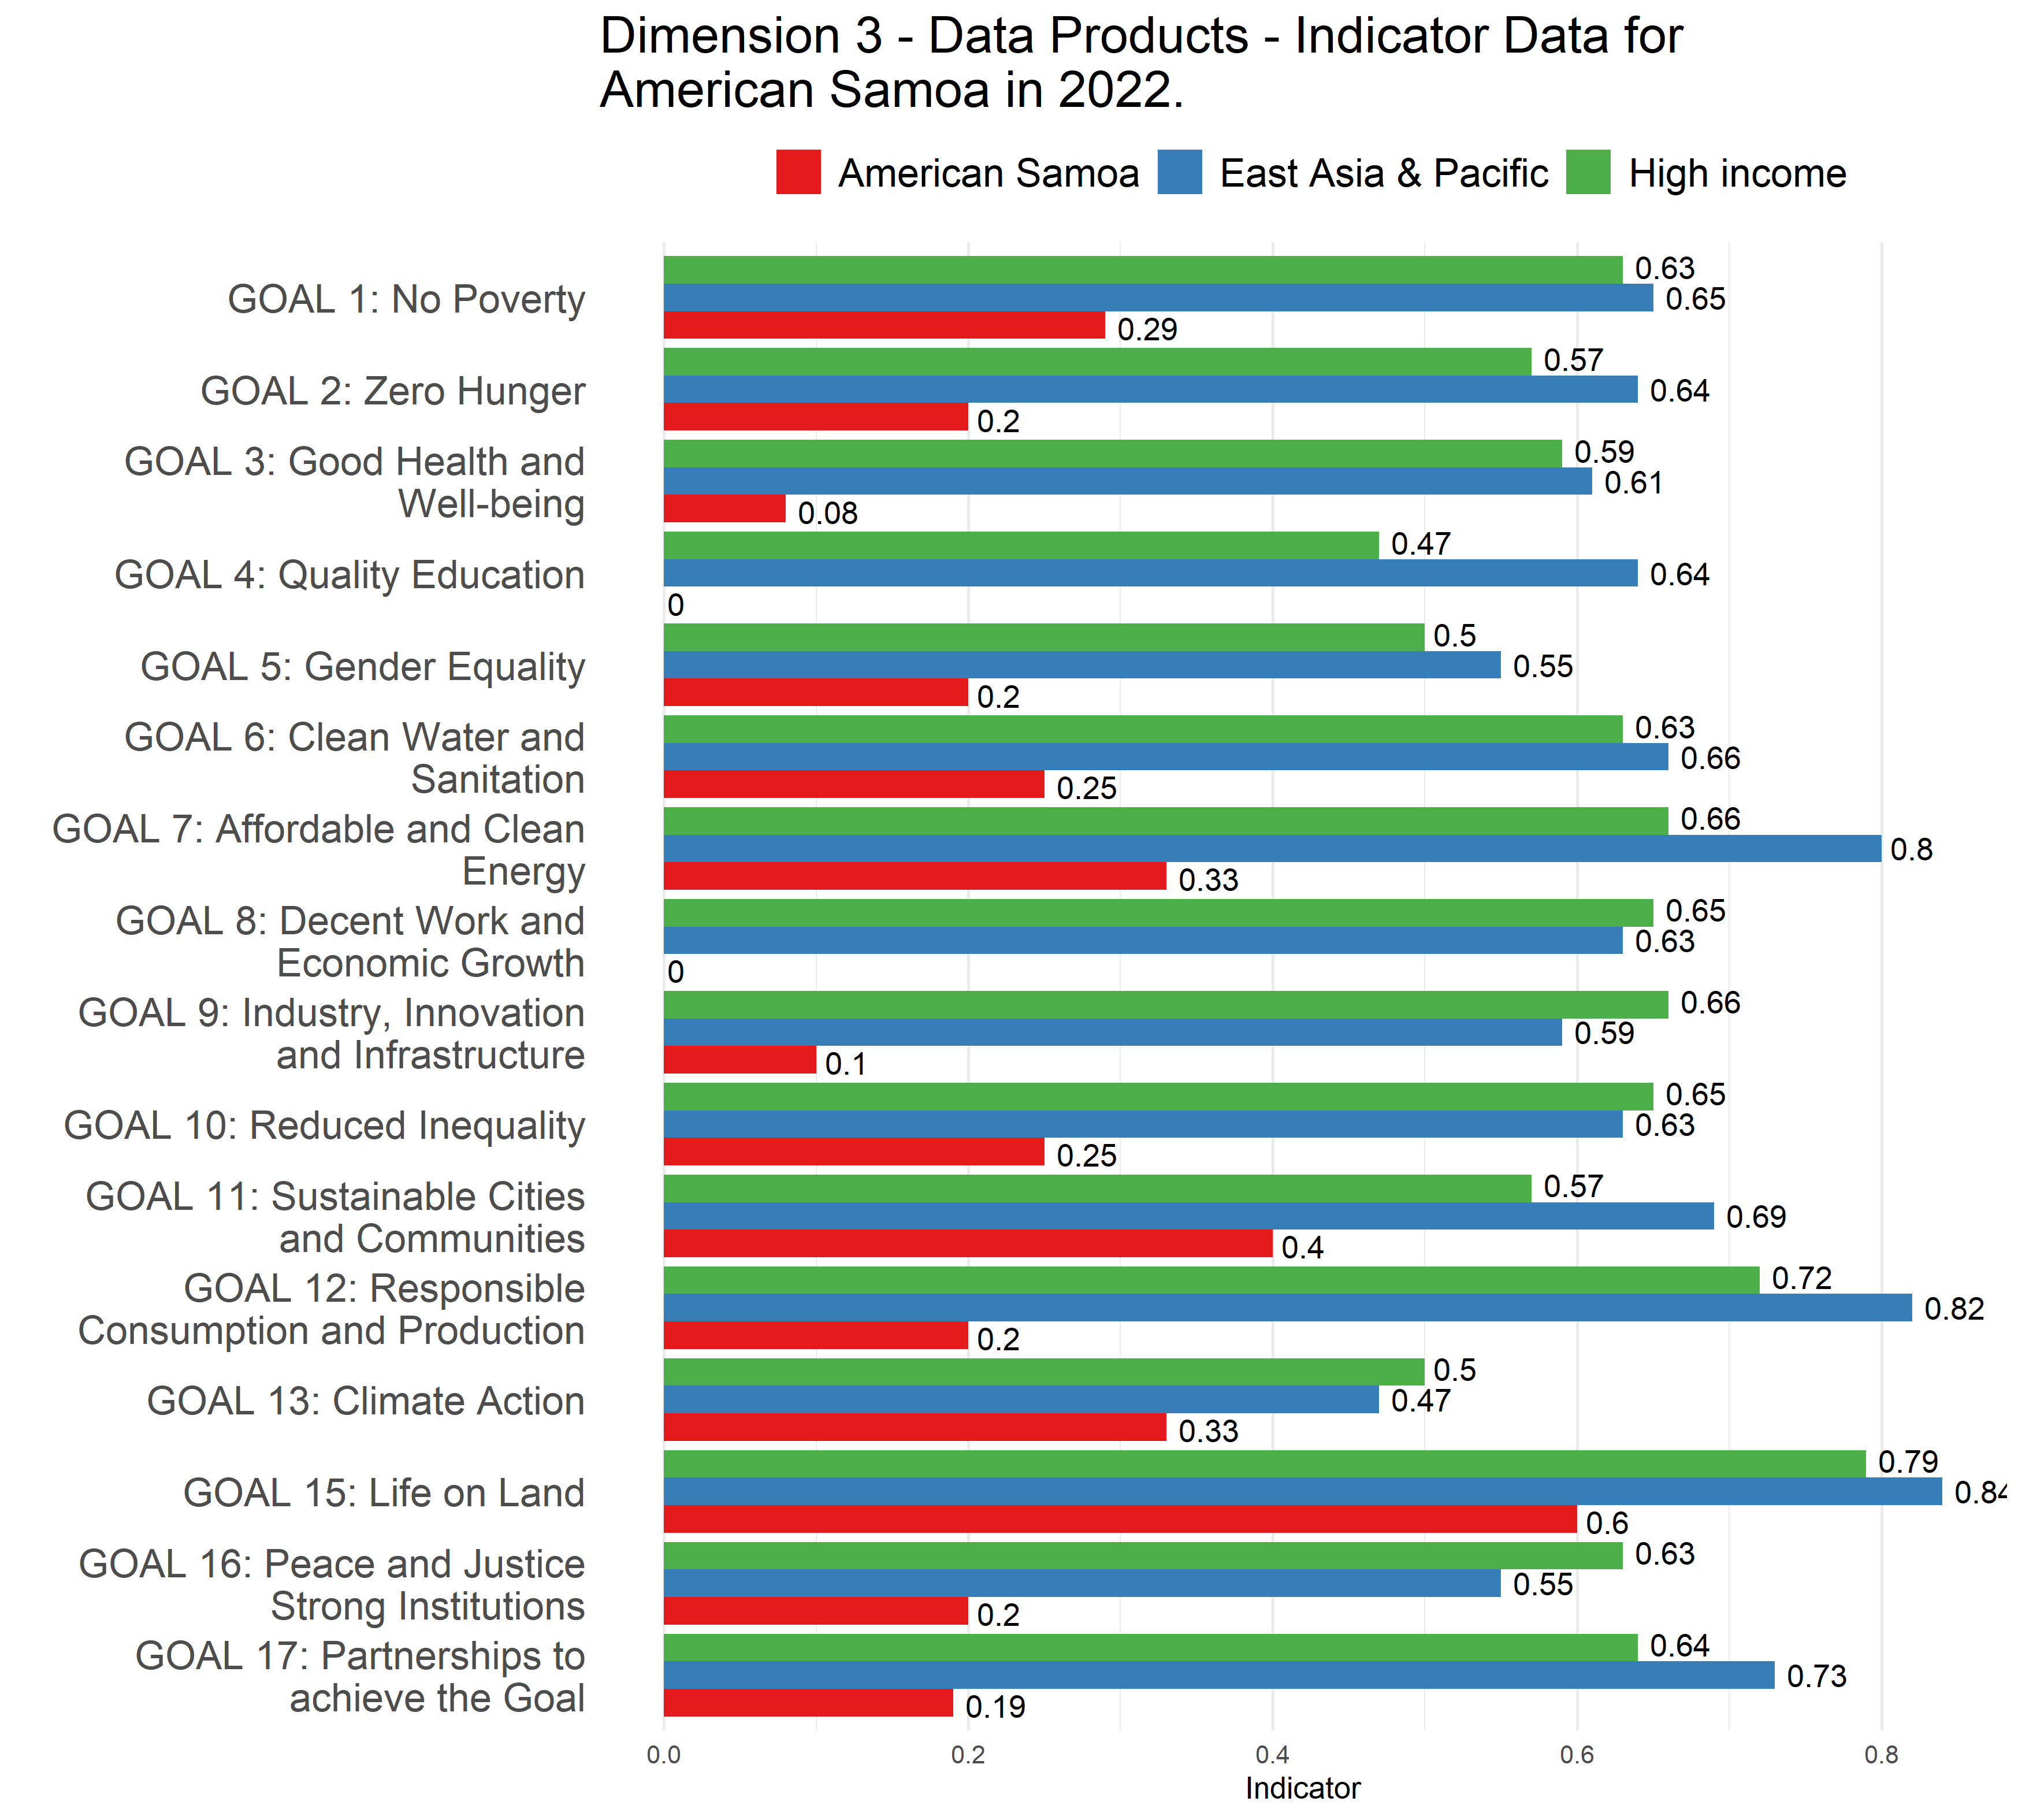 Dimension 3 - Data Products - Indicator Data for
American Samoa in 2022.
American Samoa East Asia & Pacific High income
GOAL 1: No Poverty
0.63
0.65
0.29
GOAL 2: Zero Hunger
0.57
0.64
0.2
GOAL 3: Good Health and
Well-being
0.59
0.61
0.08
GOAL 4: Quality Education
0.47
0.64
0
GOAL 5: Gender Equality
0.5
0.55
0.2
GOAL 6: Clean Water and
Sanitation
0.63
0.66
0.25
GOAL 7: Affordable and Clean
Energy
0.66
0.8
0.33
GOAL 8: Decent Work and
Economic Growth
0.65
0.63
0
GOAL 9: Industry, Innovation
and Infrastructure
0.66
0.59
0.1
GOAL 10: Reduced Inequality
0.65
0.63
0.25
GOAL 11: Sustainable Cities
and Communities
0.57
0.69
0.4
GOAL 12: Responsible
Consumption and Production
0.72
0.82
0.2
GOAL 13: Climate Action
0.5
0.47
0.33
GOAL 15: Life on Land
0.79
0.84
0.6
GOAL 16: Peace and Justice
Strong Institutions
0.63
0.55
0.2
GOAL 17: Partnerships to
achieve the Goal
0.64
0.73
0.19
0.0 0.2 0.4 0.6 0.8
Indicator